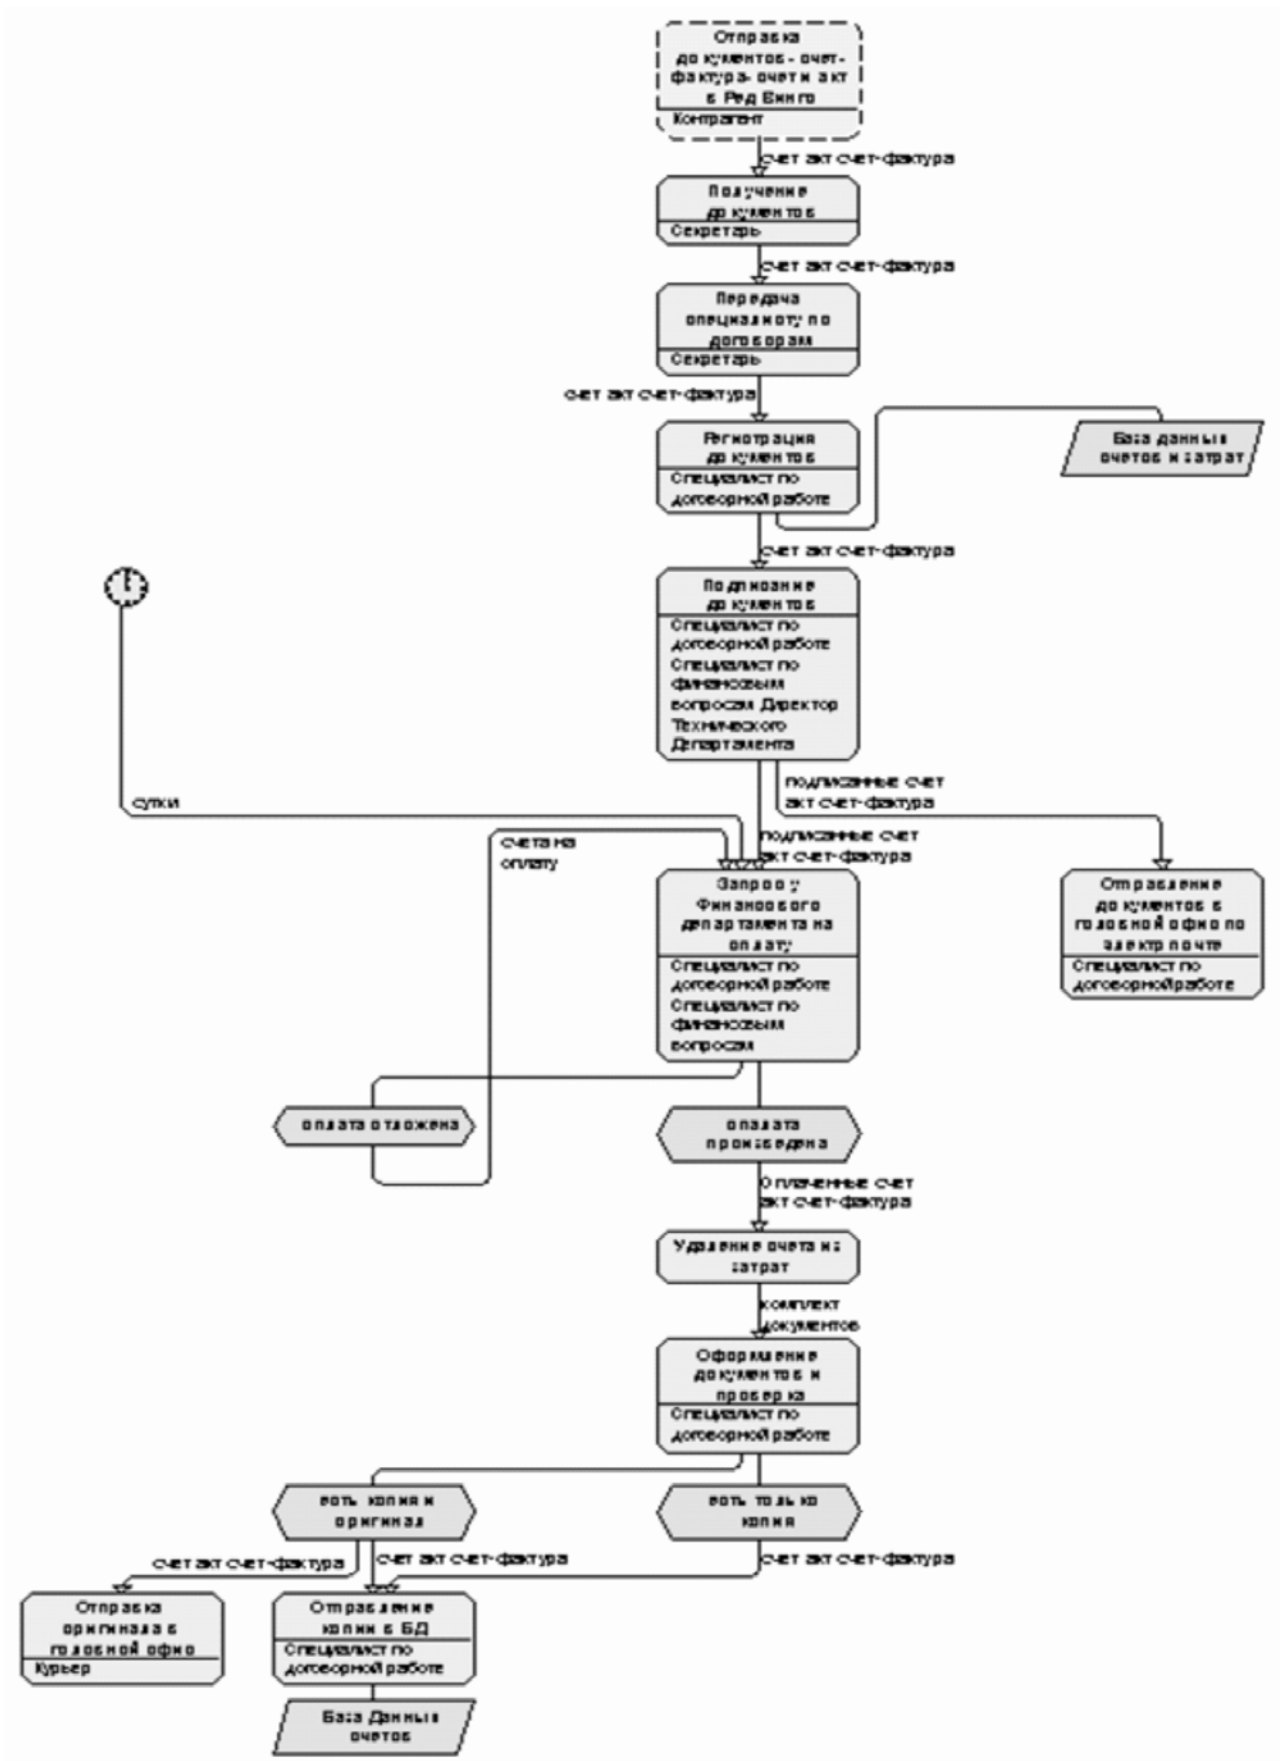 Отправка
документов - счет-
фактура- счет и акт
в Ред Вингс
Контрагент
счет акт счет-фактура
Получение
документов
Секретарь
счет акт счет-фактура
Передача
специалисту по
договорам
Секретарь
счет акт счет-фактура
Регистрация
документов
Специалист по
договорной работе
База данных
счетов и затрат
счет акт счет-фактура
Подписание
документов
Специалист по
договорной работе
Специалист по
финансовым
вопросам Директор
Технического
Департамента
сутки
подписанные счет
акт счет-фактура
счета на
оплату
подписанные счет
акт счет-фактура
Запрос у
Финансового
департамента на
оплату
Специалист по
договорной работе
Специалист по
финансовым
вопросам
Отправление
документов в
головной офис по
электр почте
Специалист по
договорной работе
оплата отложена
опалата
произведена
Оплаченные счет
акт счет-фактура
Удаление счета из
затрат
комплект
документов
Оформление
документов и
проверка
Специалист по
договорной работе
есть копия и
оригинал
есть только
копия
счет акт счет-фактура
счет акт счет-фактура
счет акт счет-фактура
Отправка
оригинала в
головной офис
Курьер
Отправление
копии в БД
Специалист по
договорной работе
База Данных
счетов